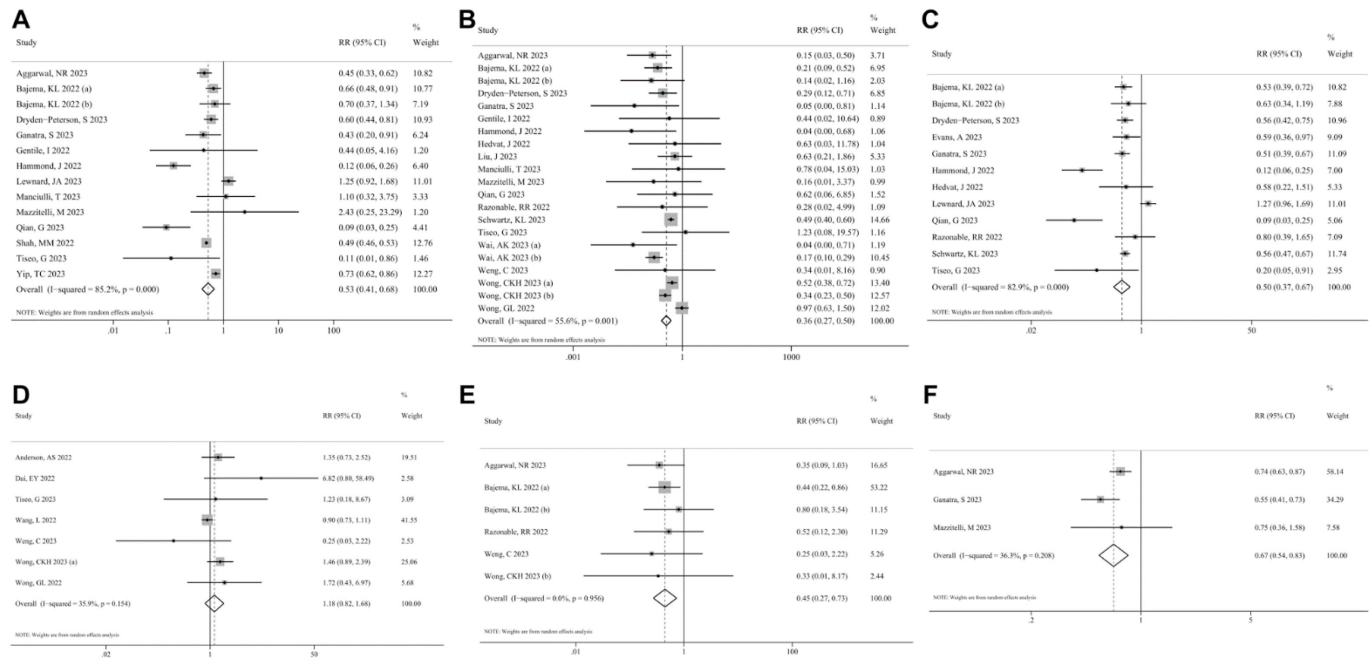 A
%
Study RR (95% CI) Weight
Aggarwal, NR 2023 0.45 (0.33, 0.62) 10.82
Bajema, KL 2022 (a) 0.66 (0.48, 0.91) 10.77
Bajema, KL 2022 (b) 0.70 (0.37, 1.34) 7.19
Dryden−Peterson, S 2023 0.60 (0.44, 0.81) 10.93
Ganatra, S 2023 0.43 (0.20, 0.91) 6.24
Gentile, I 2022 0.44 (0.05, 4.16) 1.20
Hammond, J 2022 0.12 (0.06, 0.26) 6.40
Lewnard, JA 2023 1.25 (0.92, 1.68) 11.01
Manciulli, T 2023 1.10 (0.32, 3.75) 3.33
Mazzitelli, M 2023 2.43 (0.25, 23.29) 1.20
Qian, G 2023 0.09 (0.03, 0.25) 4.41
Shah, MM 2022 0.49 (0.46, 0.53) 12.76
Tiseo, G 2023 0.11 (0.01, 0.86) 1.46
Yip, TC 2023 0.73 (0.62, 0.86) 12.27
Overall (I−squared = 85.2%, p = 0.000) 0.53 (0.41, 0.68) 100.00
NOTE: Weights are from random effects analysis
.01 .1 1 10 100
B
%
Study RR (95% CI) Weight
Aggarwal, NR 2023 0.15 (0.03, 0.50) 3.71
Bajema, KL 2022 (a) 0.21 (0.09, 0.52) 6.95
Bajema, KL 2022 (b) 0.14 (0.02, 1.16) 2.03
Dryden−Peterson, S 2023 0.29 (0.12, 0.71) 6.85
Ganatra, S 2023 0.05 (0.00, 0.81) 1.14
Gentile, I 2022 0.44 (0.02, 10.64) 0.89
Hammond, J 2022 0.04 (0.00, 0.68) 1.06
Hedvat, J 2022 0.63 (0.03, 11.78) 1.04
Liu, J 2023 0.63 (0.21, 1.86) 5.33
Manciulli, T 2023 0.78 (0.04, 15.03) 1.03
Mazzitelli, M 2023 0.16 (0.01, 3.37) 0.99
Qian, G 2023 0.62 (0.06, 6.85) 1.52
Razonable, RR 2022 0.28 (0.02, 4.99) 1.09
Schwartz, KL 2023 0.49 (0.40, 0.60) 14.66
Tiseo, G 2023 1.23 (0.08, 19.57) 1.16
Wai, AK 2023 (a) 0.04 (0.00, 0.71) 1.19
Wai, AK 2023 (b) 0.17 (0.10, 0.29) 10.45
Weng, C 2023 0.34 (0.01, 8.16) 0.90
Wong, CKH 2023 (a) 0.52 (0.38, 0.72) 13.40
Wong, CKH 2023 (b) 0.34 (0.23, 0.50) 12.57
Wong, GL 2022 0.97 (0.63, 1.50) 12.02
Overall (I−squared = 55.6%, p = 0.001) 0.36 (0.27, 0.50) 100.00
NOTE: Weights are from random effects analysis
.001 1 1000
C
%
Study RR (95% CI) Weight
Bajema, KL 2022 (a) 0.53 (0.39, 0.72) 10.82
Bajema, KL 2022 (b) 0.63 (0.34, 1.19) 7.88
Dryden−Peterson, S 2023 0.56 (0.42, 0.75) 10.96
Evans, A 2023 0.59 (0.36, 0.97) 9.09
Ganatra, S 2023 0.51 (0.39, 0.67) 11.09
Hammond, J 2022 0.12 (0.06, 0.25) 7.00
Hedvat, J 2022 0.58 (0.22, 1.51) 5.33
Lewnard, JA 2023 1.27 (0.96, 1.69) 11.01
Qian, G 2023 0.09 (0.03, 0.25) 5.06
Razonable, RR 2022 0.80 (0.39, 1.65) 7.09
Schwartz, KL 2023 0.56 (0.47, 0.67) 11.74
Tiseo, G 2023 0.20 (0.05, 0.91) 2.95
Overall (I−squared = 82.9%, p = 0.000) 0.50 (0.37, 0.67) 100.00
NOTE: Weights are from random effects analysis
.02 1 50
D
%
Study RR (95% CI) Weight
Anderson, AS 2022 1.35 (0.73, 2.52) 19.51
Dai, EY 2022 6.82 (0.80, 58.49) 2.58
Tiseo, G 2023 1.23 (0.18, 8.67) 3.09
Wang, L 2022 0.90 (0.73, 1.11) 41.55
Weng, C 2023 0.25 (0.03, 2.22) 2.53
Wong, CKH 2023 (a) 1.46 (0.89, 2.39) 25.06
Wong, GL 2022 1.72 (0.43, 6.97) 5.68
Overall (I−squared = 35.9%, p = 0.154) 1.18 (0.82, 1.68) 100.00
NOTE: Weights are from random effects analysis
.02 1 50
E
%
Study RR (95% CI) Weight
Aggarwal, NR 2023 0.35 (0.09, 1.03) 16.65
Bajema, KL 2022 (a) 0.44 (0.22, 0.86) 53.22
Bajema, KL 2022 (b) 0.80 (0.18, 3.54) 11.15
Razonable, RR 2022 0.52 (0.12, 2.30) 11.29
Weng, C 2023 0.25 (0.03, 2.22) 5.26
Wong, CKH 2023 (b) 0.33 (0.01, 8.17) 2.44
Overall (I−squared = 0.0%, p = 0.956) 0.45 (0.27, 0.73) 100.00
NOTE: Weights are from random effects analysis
.01 1 100
F
%
Study RR (95% CI) Weight
Aggarwal, NR 2023 0.74 (0.63, 0.87) 58.14
Ganatra, S 2023 0.55 (0.41, 0.73) 34.29
Mazzitelli, M 2023 0.75 (0.36, 1.58) 7.58
Overall (I−squared = 36.3%, p = 0.208) 0.67 (0.54, 0.83) 100.00
NOTE: Weights are from random effects analysis
.2 1 5